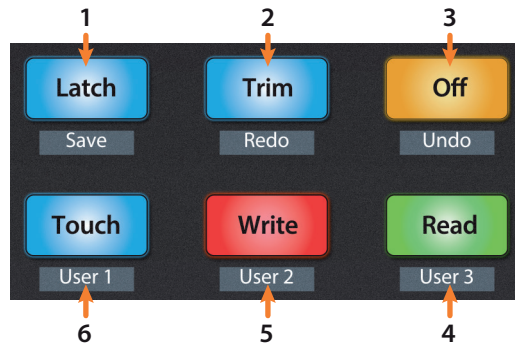 1 2 3
Latch Trim Off
Save Redo Undo
Touch Write Read
User 1 User 2 User 3
6 5 4